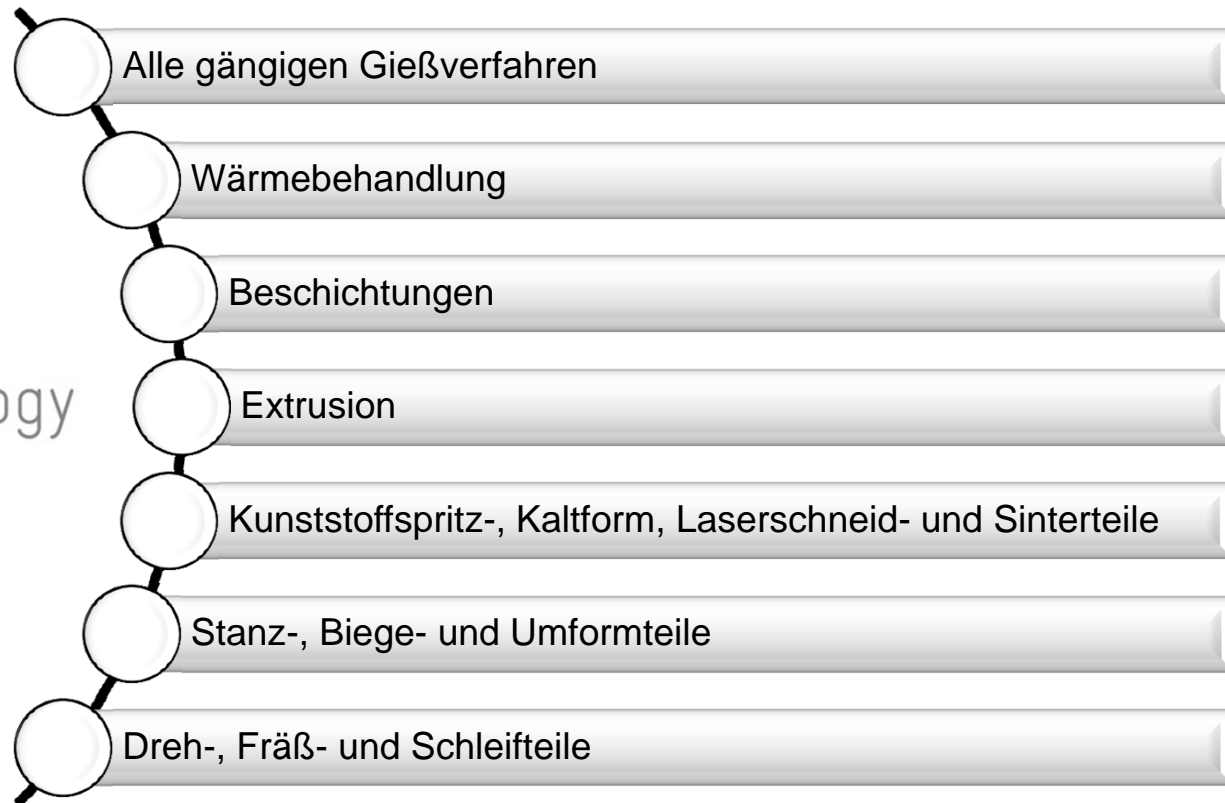 Alle gängigen Gießverfahren
Wärmebehandlung
Beschichtungen
ogy
Extrusion
Kunststoffspritz-, Kaltform, Laserschneid- und Sinterteile
Stanz-, Biege- und Umformteile
Dreh-, Fräß- und Schleifteile